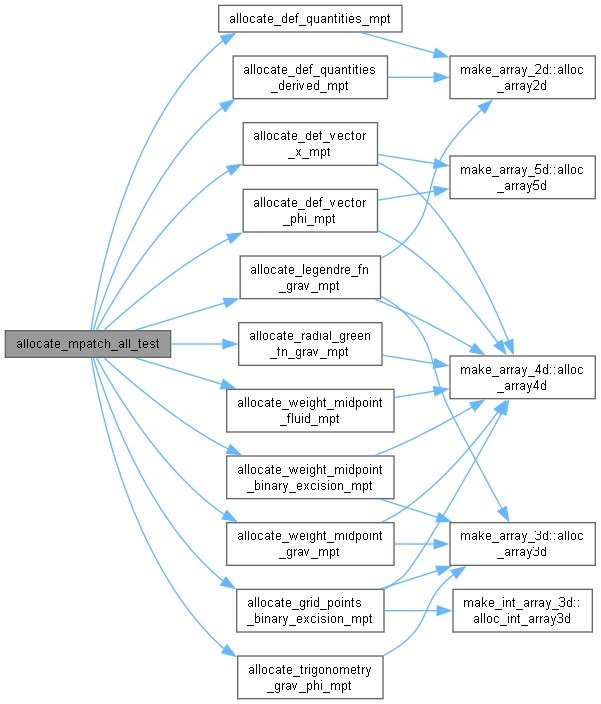 allocate_def_quantities_mpt
allocate_def_quantities
_derived_mpt
make_array_2d::alloc
_array2d
allocate_def_vector
_x_mpt
make_array_5d::alloc
_array5d
allocate_def_vector
_phi_mpt
allocate_legendre_fn
_grav_mpt
allocate_mpatch_all_test
allocate_radial_green
_fn_grav_mpt
make_array_4d::alloc
_array4d
allocate_weight_midpoint
_fluid_mpt
allocate_weight_midpoint
_binary_excision_mpt
allocate_weight_midpoint
_grav_mpt
make_array_3d::alloc
_array3d
allocate_grid_points
_binary_excision_mpt
make_int_array_3d::
alloc_int_array3d
allocate_trigonometry
_grav_phi_mpt